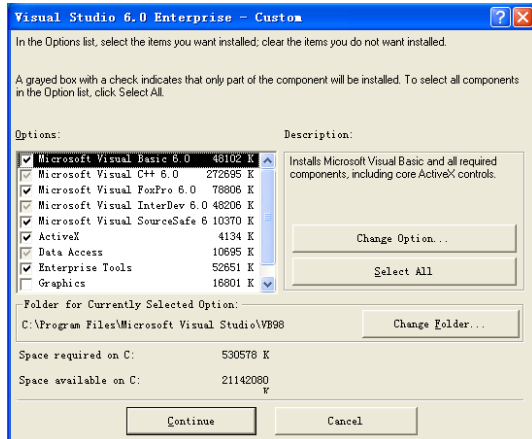 Visual Studio 6.0 Enterprise - Custom
In the Options list, select the items you want installed; clear the items you do not want installed.
A grayed box with a check indicates that only part of the component will be installed. To select all components
in the Option list, click Select All.
Options:
Description:
Microsoft Visual Basic 6.0 48102 K
Microsoft Visual C++ 6.0 272695 K
Microsoft Visual FoxPro 6.0 78806 K
Microsoft Visual InterDev 6.0 48206 K
Microsoft Visual SourceSafe 6 10370 K
ActiveX 4134 K
Data Access 10695 K
Enterprise Tools 52651 K
Graphics 16801 K
Installs Microsoft Visual Basic and all required
components, including core ActiveX controls.
Change Option...
Select All
Folder for Currently Selected Option:
C:\Program Files\Microsoft Visual Studio\VB98
Change Folder...
Space required on C: 530578 K
Space available on C: 21142080
Continue
Cancel